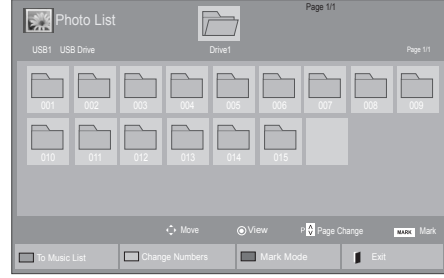 Page 1/1
Photo List
USB1 USB Drive Drive1 Page 1/1
001 002 003 004 005 006 007 008 009
010 011 012 013 014 015
Move View P Page Change MARK Mark
To Music List Change Numbers Mark Mode Exit